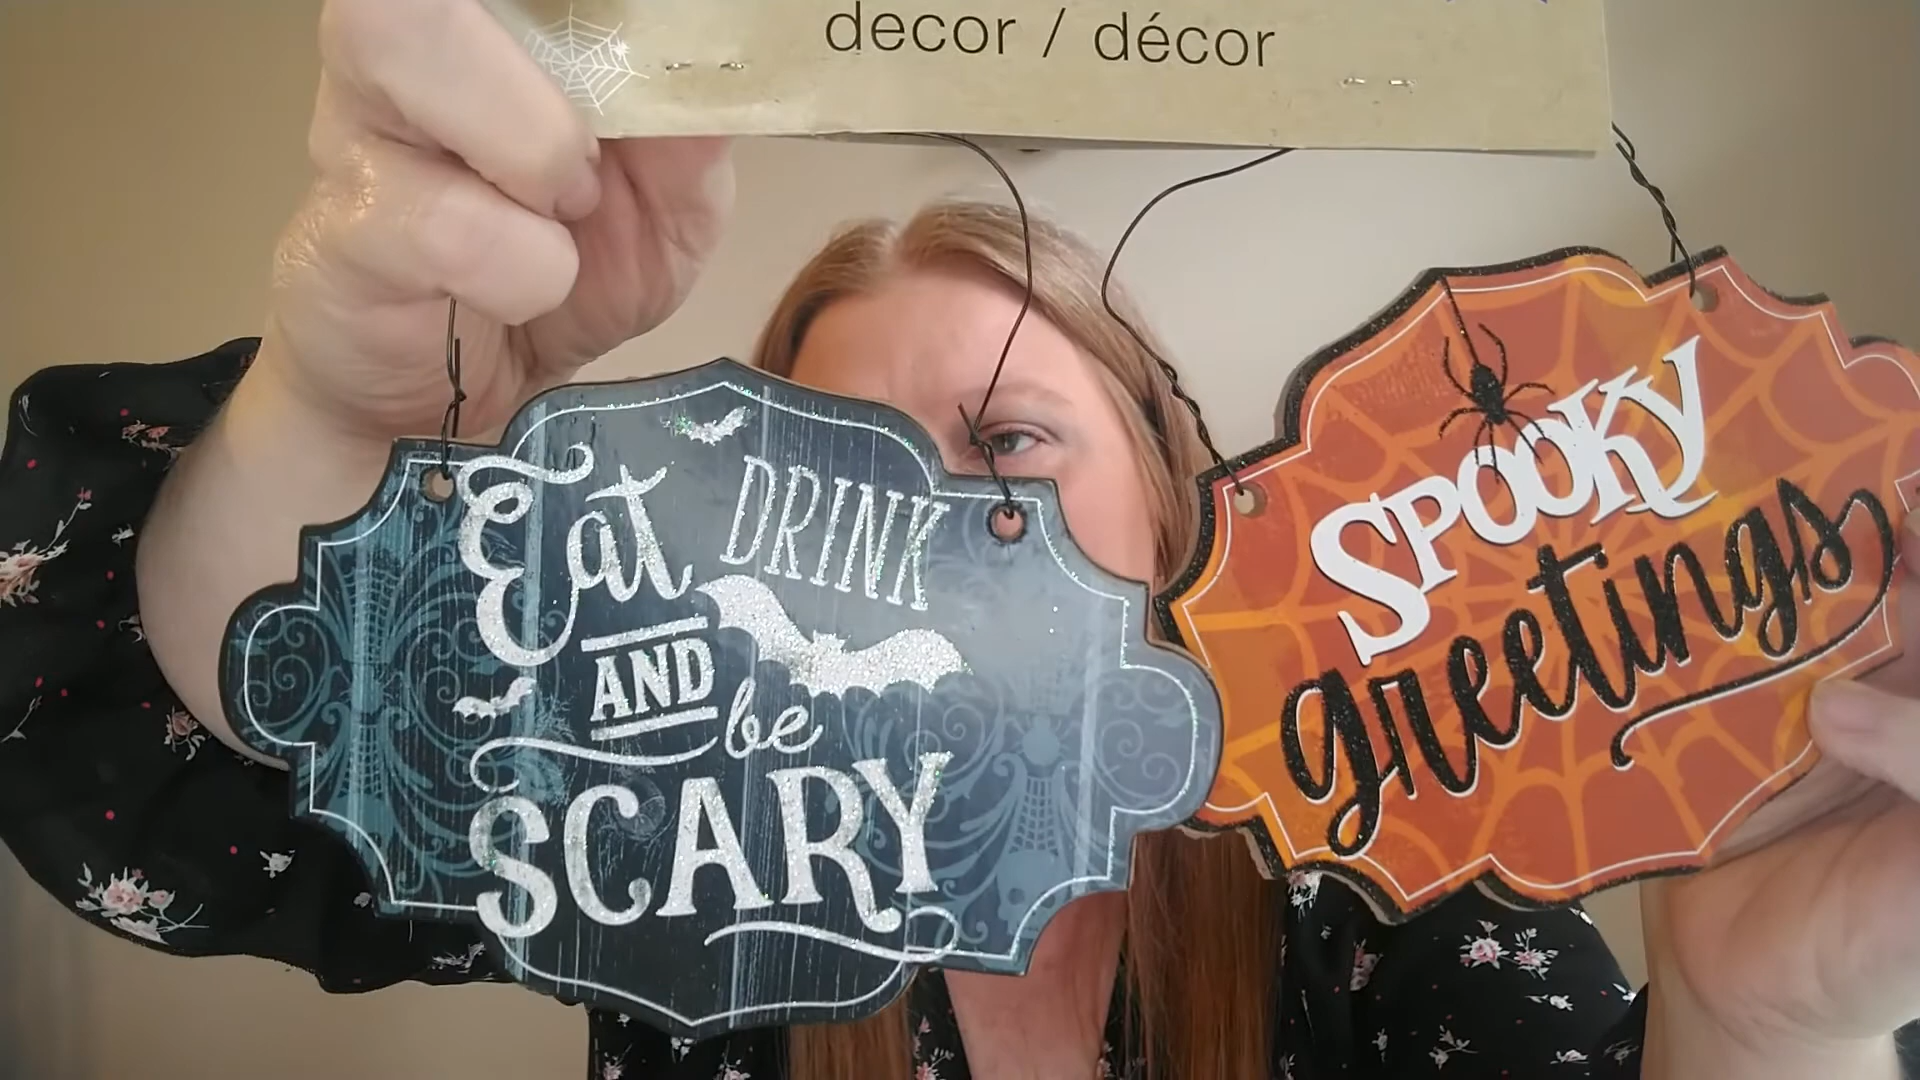 decor / décor
Eat DRINK
AND
be
SCARY
SPOOKY
greetings